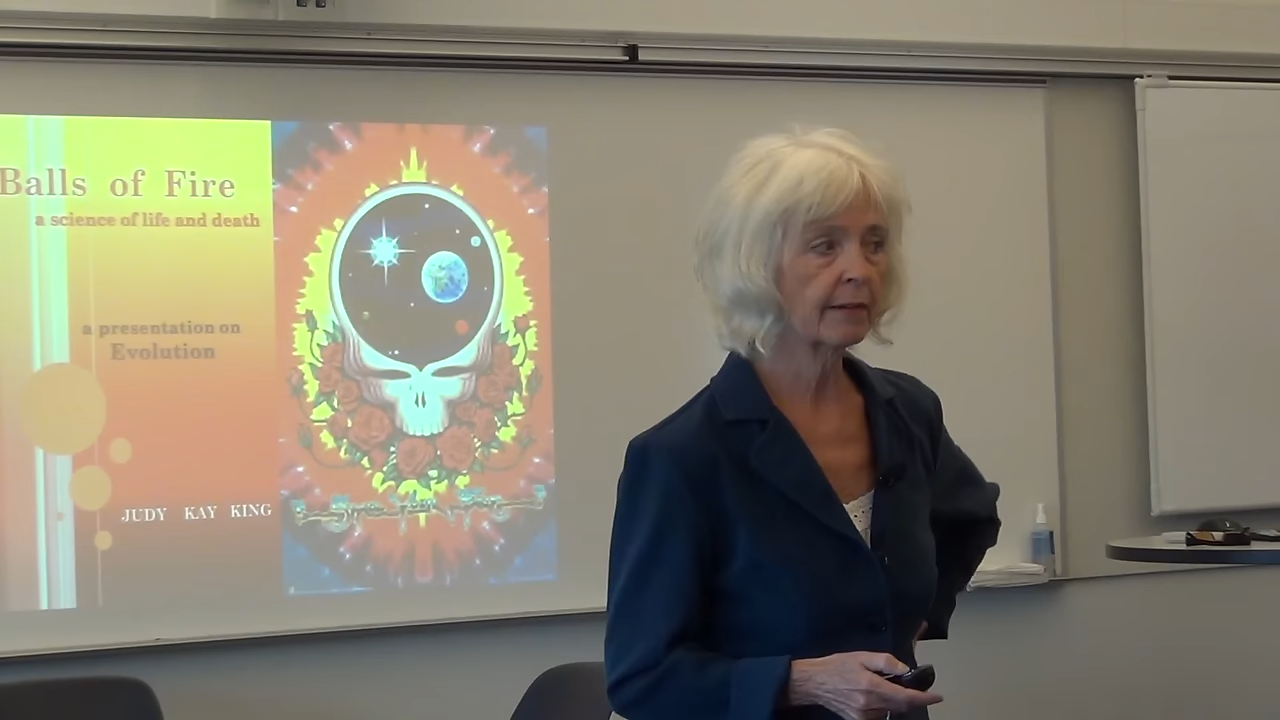 Balls of Fire
a science of life and death
a presentation on
Evolution
JUDY KAY KING